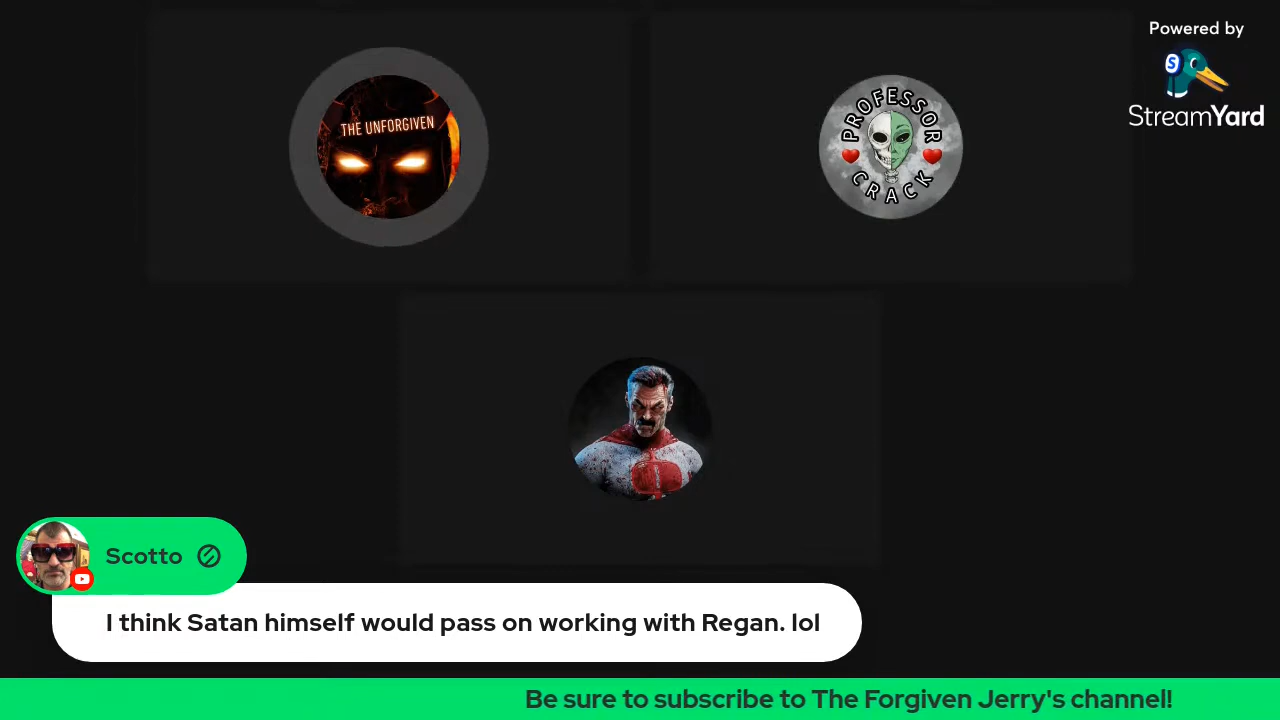 Powered by
StreamYard
THE UNFORGIVEN
PROFESSOR
CRACK
Scotto
I think Satan himself would pass on working with Regan. lol
Be sure to subscribe to The Forgiven Jerry's channel!